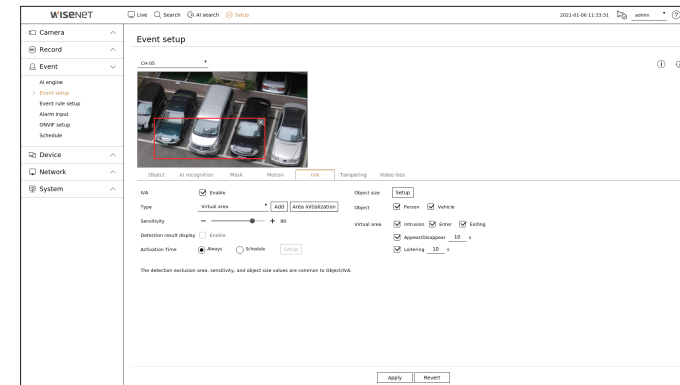 WISENET
Live Search AI search Setup 2021-01-06 11:33:31 admin
Camera
Record
Event
AI engine
Event setup
Event rule setup
Alarm input
ONVIF setup
Schedule
Device
Network
System
Event setup
CH 05
Object AI recognition Mask Motion IVA Tampering Video loss
IVA Enable Object size Setup
Type Virtual area Add Area initialization Object Person Vehicle
Sensitivity 80 Virtual area Intrusion Enter Exiting
Detection result display Enable Appear/Disappear 10 s
Activation Time Always Schedule Setup Loitering 10 s
The detection exclusion area, sensitivity, and object size values are common to Object/IVA.
Apply Revert